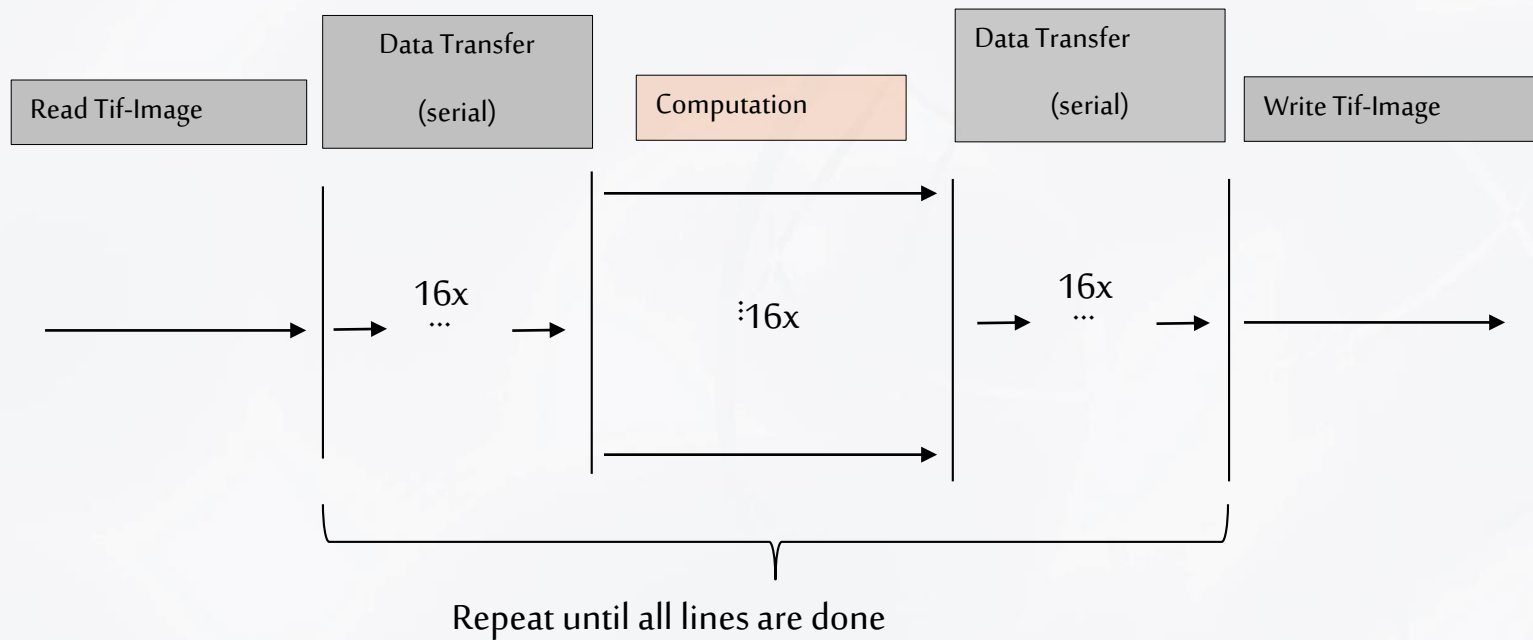 Read Tif-Image
Data Transfer
(serial)
Computation
Data Transfer
(serial)
Write Tif-Image
16x
...
⋮16x
16x
...
Repeat until all lines are done